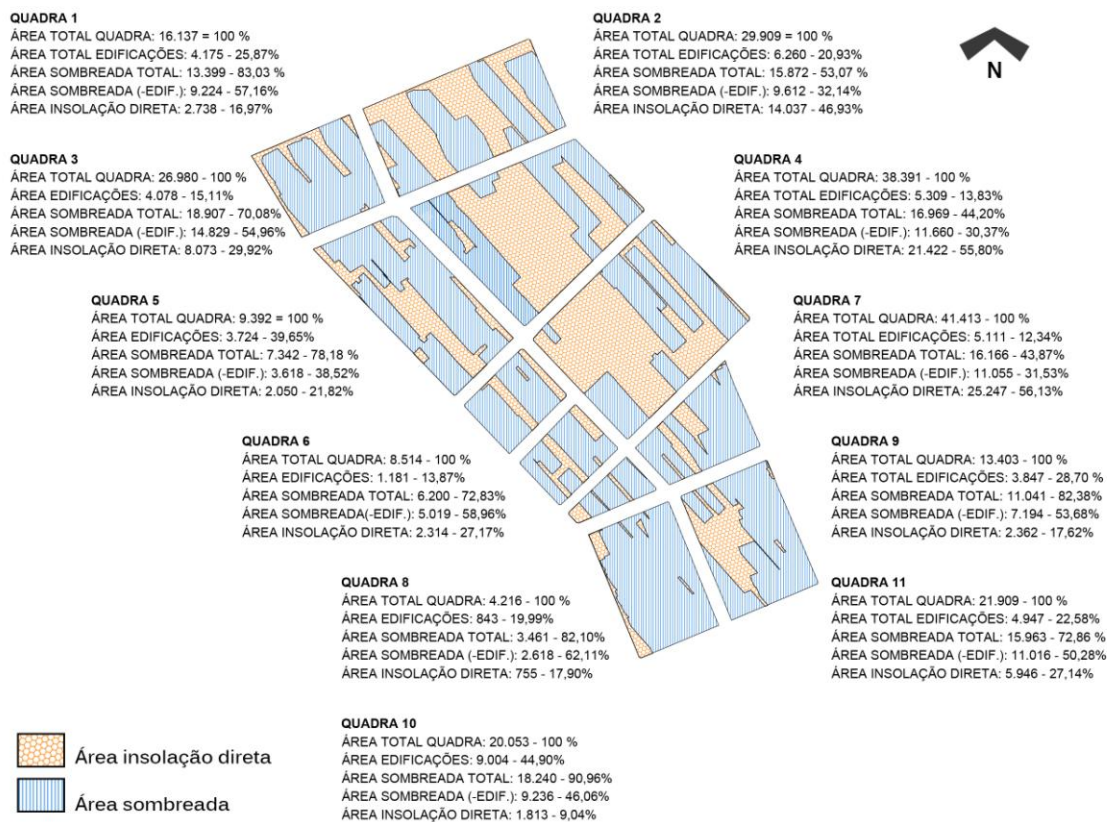 QUADRA 1
ÁREA TOTAL QUADRA: 16.137 = 100 %
ÁREA TOTAL EDIFICAÇÕES: 4.175 - 25,87%
ÁREA SOMBREADA TOTAL: 13.399 - 83,03 %
ÁREA SOMBREADA (-EDIF.): 9.224 - 57,16%
ÁREA INSOLAÇÃO DIRETA: 2.738 - 16,97%
QUADRA 2
ÁREA TOTAL QUADRA: 29.909 = 100 %
ÁREA TOTAL EDIFICAÇÕES: 6.260 - 20,93%
ÁREA SOMBREADA TOTAL: 15.872 - 53,07 %
ÁREA SOMBREADA (-EDIF.): 9.612 - 32,14%
ÁREA INSOLAÇÃO DIRETA: 14.037 - 46,93%
N
QUADRA 3
ÁREA TOTAL QUADRA: 26.980 - 100 %
ÁREA EDIFICAÇÕES: 4.078 - 15,11%
ÁREA SOMBREADA TOTAL: 18.907 - 70,08%
ÁREA SOMBREADA (-EDIF.): 14.829 - 54,96%
ÁREA INSOLAÇÃO DIRETA: 8.073 - 29,92%
QUADRA 4
ÁREA TOTAL QUADRA: 38.391 - 100 %
ÁREA TOTAL EDIFICAÇÕES: 5.309 - 13,83%
ÁREA SOMBREADA TOTAL: 16.969 - 44,20%
ÁREA SOMBREADA (-EDIF.): 11.660 - 30,37%
ÁREA INSOLAÇÃO DIRETA: 21.422 - 55,80%
QUADRA 5
ÁREA TOTAL QUADRA: 9.392 = 100 %
ÁREA EDIFICAÇÕES: 3.724 - 39,65%
ÁREA SOMBREADA TOTAL: 7.342 - 78,18 %
ÁREA SOMBREADA (-EDIF.): 3.618 - 38,52%
ÁREA INSOLAÇÃO DIRETA: 2.050 - 21,82%
QUADRA 7
ÁREA TOTAL QUADRA: 41.413 - 100 %
ÁREA TOTAL EDIFICAÇÕES: 5.111 - 12,34%
ÁREA SOMBREADA TOTAL: 16.166 - 43,87%
ÁREA SOMBREADA (-EDIF.): 11.055 - 31,53%
ÁREA INSOLAÇÃO DIRETA: 25.247 - 56,13%
QUADRA 6
ÁREA TOTAL QUADRA: 8.514 - 100 %
ÁREA EDIFICAÇÕES: 1.181 - 13,87%
ÁREA SOMBREADA TOTAL: 6.200 - 72,83%
ÁREA SOMBREADA(-EDIF.): 5.019 - 58,96%
ÁREA INSOLAÇÃO DIRETA: 2.314 - 27,17%
QUADRA 9
ÁREA TOTAL QUADRA: 13.403 - 100 %
ÁREA TOTAL EDIFICAÇÕES: 3.847 - 28,70 %
ÁREA SOMBREADA TOTAL: 11.041 - 82,38%
ÁREA SOMBREADA (-EDIF.): 7.194 - 53,68%
ÁREA INSOLAÇÃO DIRETA: 2.362 - 17,62%
QUADRA 8
ÁREA TOTAL QUADRA: 4.216 - 100 %
ÁREA EDIFICAÇÕES: 843 - 19,99%
ÁREA SOMBREADA TOTAL: 3.461 - 82,10%
ÁREA SOMBREADA (-EDIF.): 2.618 - 62,11%
ÁREA INSOLAÇÃO DIRETA: 755 - 17,90%
QUADRA 11
ÁREA TOTAL QUADRA: 21.909 - 100 %
ÁREA TOTAL EDIFICAÇÕES: 4.947 - 22,58%
ÁREA SOMBREADA TOTAL: 15.963 - 72,86 %
ÁREA SOMBREADA (-EDIF.): 11.016 - 50,28%
ÁREA INSOLAÇÃO DIRETA: 5.946 - 27,14%
QUADRA 10
ÁREA TOTAL QUADRA: 20.053 - 100 %
ÁREA EDIFICAÇÕES: 9.004 - 44,90%
ÁREA SOMBREADA TOTAL: 18.240 - 90,96%
ÁREA SOMBREADA (-EDIF.): 9.236 - 46,06%
ÁREA INSOLAÇÃO DIRETA: 1.813 - 9,04%
Área insolação direta
Área sombreada